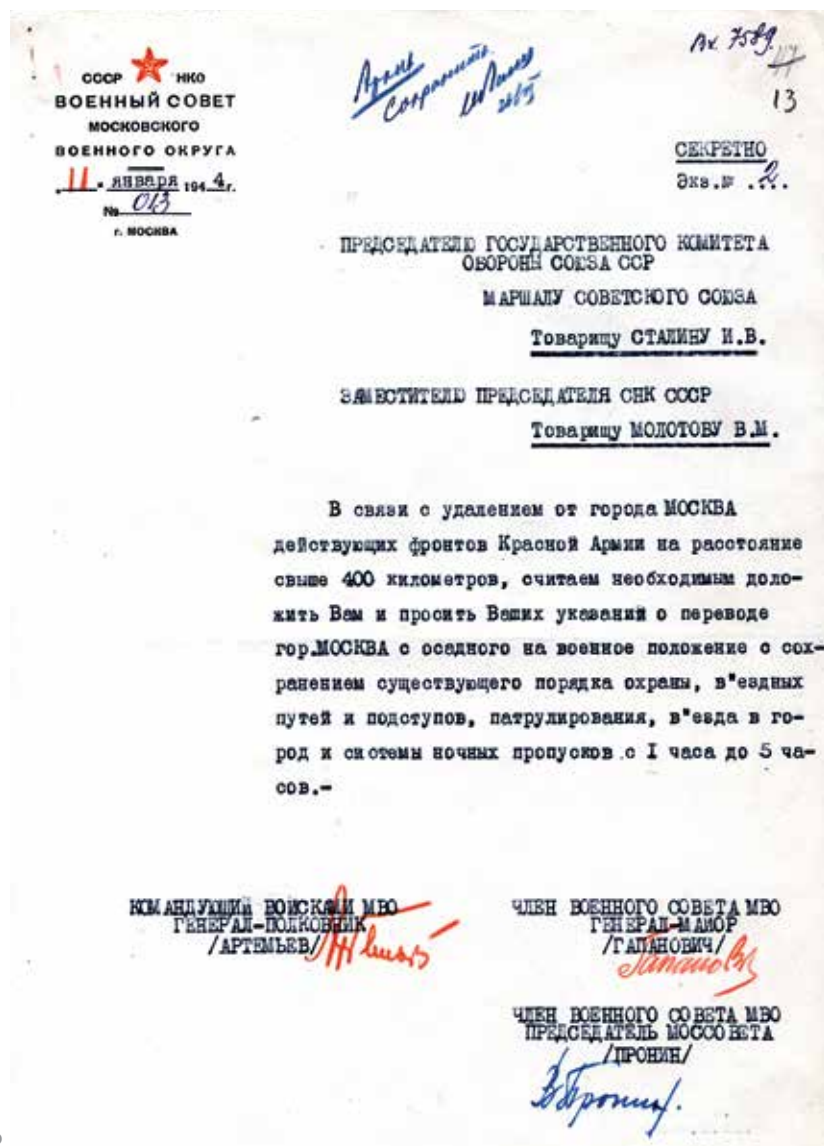 СССР НКО
ВОЕННЫЙ СОВЕТ
МОСКОВСКОГО
ВОЕННОГО ОКРУГА
"11" января 1944г.
№ 013
г. МОСКВА
Вх. 7589
13
СЕКРЕТНО
Экз.№ 2.
ПРЕДСЕДАТЕЛЮ ГОСУДАРСТВЕННОГО КОМИТЕТА
ОБОРОНЫ СОЮЗА ССР
МАРШАЛУ СОВЕТСКОГО СОЮЗА
Товарищу СТАЛИНУ И.В.
ЗАМЕСТИТЕЛЮ ПРЕДСЕДАТЕЛЯ СНК СССР
Товарищу МОЛОТОВУ В.М.
В связи с удалением от города МОСКВА
действующих фронтов Красной Армии на расстояние
свыше 400 километров, считаем необходимым доло-
жить Вам и просить Ваших указаний о переводе
гор.МОСКВА с осадного на военное положение с сох-
ранением существующего порядка охраны, в"ездных
путей и подступов, патрулирования, в"езда в го-
род и системы ночных пропусков с I часа до 5 ча-
сов.-
КОМАНДУЮЩИЙ ВОЙСКАМИ МВО
ГЕНЕРАЛ-ПОЛКОВНИК
/АРТЕМЬЕВ/
ЧЛЕН ВОЕННОГО СОВЕТА МВО
ГЕНЕРАЛ-МАЙОР
/ГАПАНОВИЧ/
ЧЛЕН ВОЕННОГО СОВЕТА МВО
ПРЕДСЕДАТЕЛЬ МОССОВЕТА
/ПРОНИН/